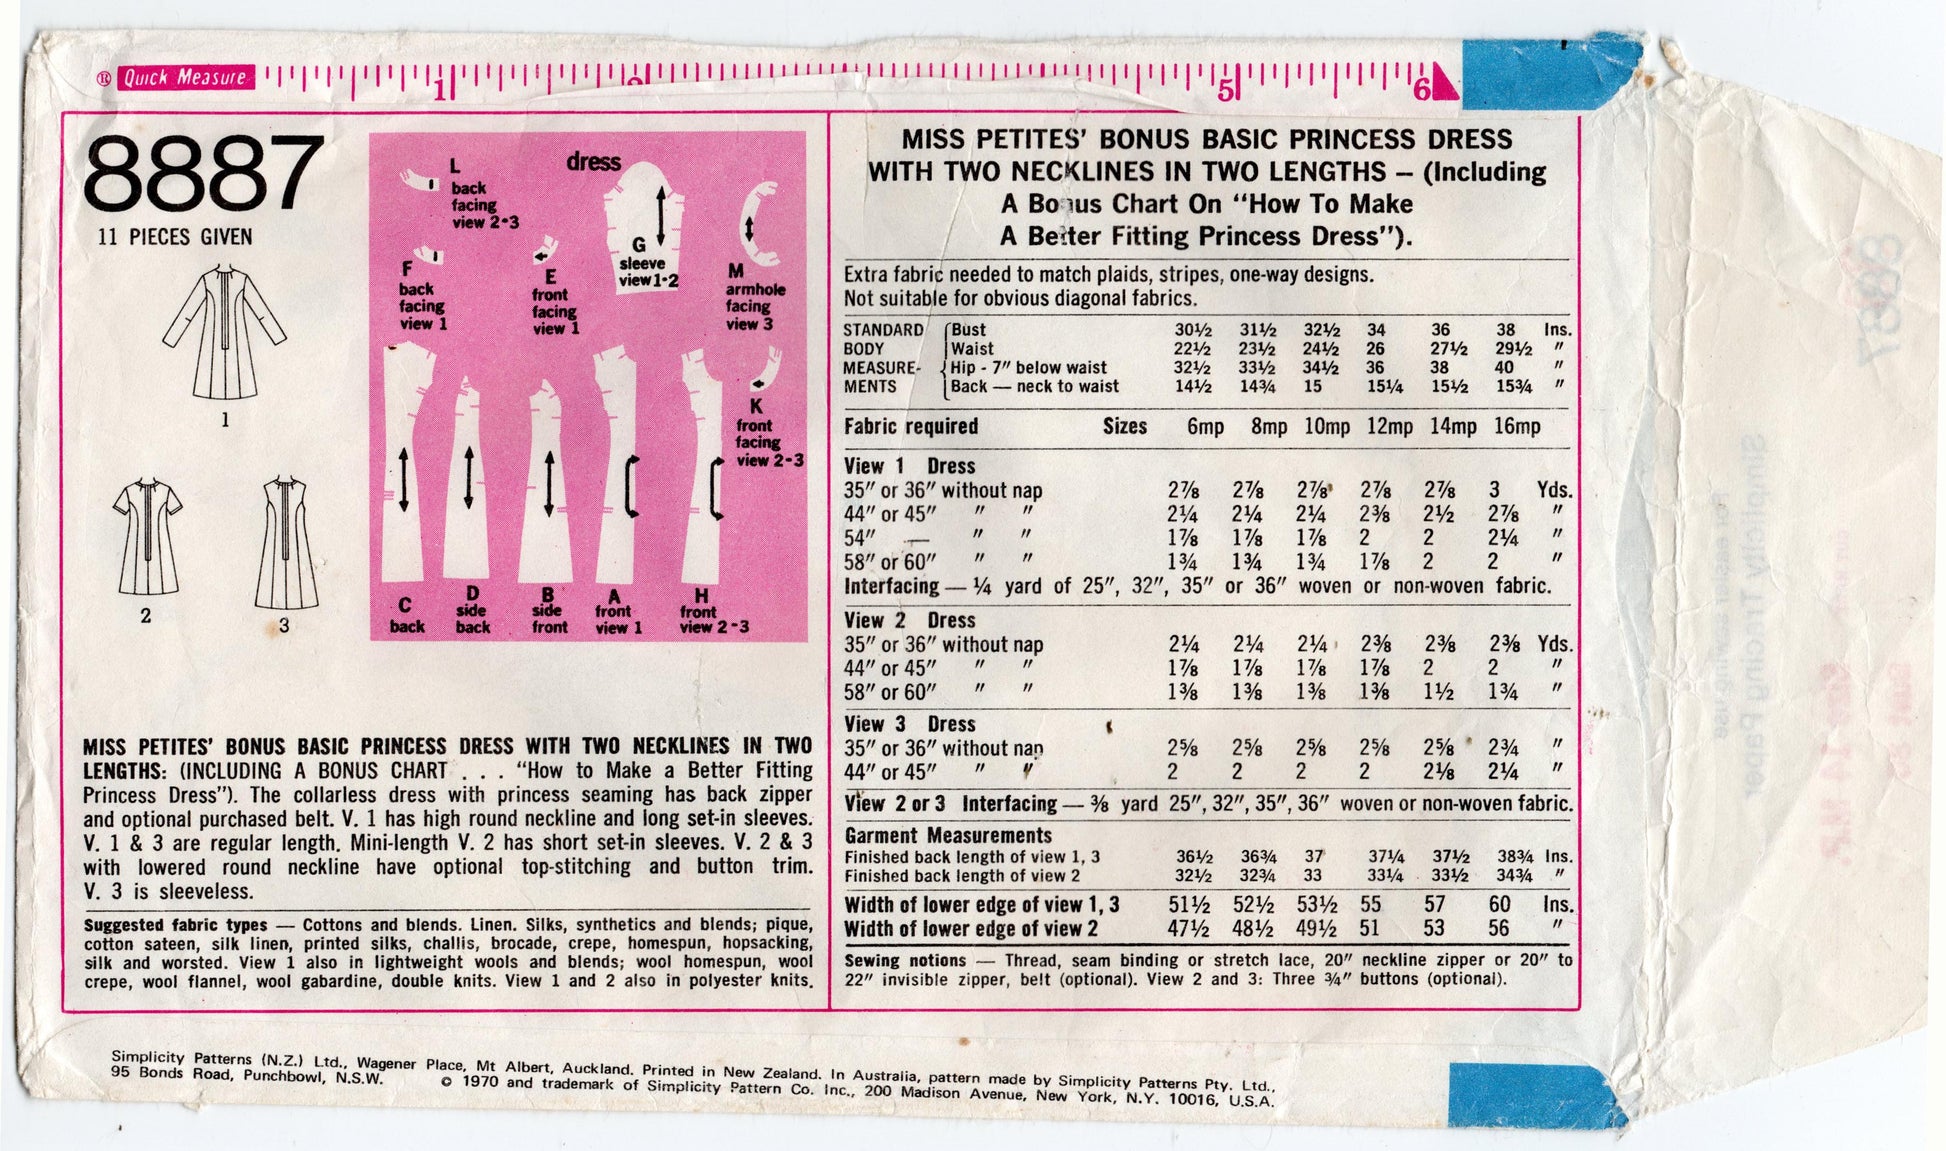 ® Quick Measure 1 5 6
8887
11 PIECES GIVEN
1
2
3
dress
L
back
facing
view 2-3
F
back
facing
view 1
E
front
facing
view 1
G
sleeve
view 1-2
M
armhole
facing
view 3
K
front
facing
view 2-3
C
back
D
side
back
B
side
front
A
front
view 1
H
front
view 2-3
MISS PETITES' BONUS BASIC PRINCESS DRESS WITH TWO NECKLINES IN TWO
LENGTHS: (INCLUDING A BONUS CHART . . . “How to Make a Better Fitting
Princess Dress”). The collarless dress with princess seaming has back zipper
and optional purchased belt. V. 1 has high round neckline and long set-in sleeves.
V. 1 & 3 are regular length. Mini-length V. 2 has short set-in sleeves. V. 2 & 3
with lowered round neckline have optional top-stitching and button trim.
V. 3 is sleeveless.
Suggested fabric types — Cottons and blends. Linen. Silks, synthetics and blends; pique,
cotton sateen, silk linen, printed silks, challis, brocade, crepe, homespun, hopsacking,
silk and worsted. View 1 also in lightweight wools and blends; wool homespun, wool
crepe, wool flannel, wool gabardine, double knits. View 1 and 2 also in polyester knits.
MISS PETITES' BONUS BASIC PRINCESS DRESS
WITH TWO NECKLINES IN TWO LENGTHS – (Including
A Bonus Chart On “How To Make
A Better Fitting Princess Dress”).
Extra fabric needed to match plaids, stripes, one-way designs.
Not suitable for obvious diagonal fabrics.
STANDARD Bust 30½ 31½ 32½ 34 36 38 Ins.
BODY Waist 22½ 23½ 24½ 26 27½ 29½ ″
MEASURE- Hip - 7″ below waist 32½ 33½ 34½ 36 38 40 ″
MENTS Back — neck to waist 14½ 14¾ 15 15¼ 15½ 15¾ ″
Fabric required Sizes 6mp 8mp 10mp 12mp 14mp 16mp
View 1 Dress
35″ or 36″ without nap 2⅞ 2⅞ 2⅞ 2⅞ 2⅞ 3 Yds.
44″ or 45″ ″ ″ 2¼ 2¼ 2¼ 2⅜ 2½ 2⅞ ″
54″ — ″ ″ 1⅞ 1⅞ 1⅞ 2 2 2¼ ″
58″ or 60″ ″ ″ 1¾ 1¾ 1¾ 1⅞ 2 2 ″
Interfacing — ¼ yard of 25″, 32″, 35″ or 36″ woven or non-woven fabric.
View 2 Dress
35″ or 36″ without nap 2¼ 2¼ 2¼ 2⅜ 2⅜ 2⅜ Yds.
44″ or 45″ ″ ″ 1⅞ 1⅞ 1⅞ 1⅞ 2 2 ″
58″ or 60″ ″ ″ 1⅜ 1⅜ 1⅜ 1⅜ 1½ 1¾ ″
View 3 Dress
35″ or 36″ without nap 2⅝ 2⅝ 2⅝ 2⅝ 2⅝ 2¾ ″
44″ or 45″ ″ ″ 2 2 2 2 2⅛ 2¼ ″
View 2 or 3 Interfacing — ⅜ yard 25″, 32″, 35″, 36″ woven or non-woven fabric.
Garment Measurements
Finished back length of view 1, 3 36½ 36¾ 37 37¼ 37½ 38¾ Ins.
Finished back length of view 2 32½ 32¾ 33 33¼ 33½ 34¾ ″
Width of lower edge of view 1, 3 51½ 52½ 53½ 55 57 60 Ins.
Width of lower edge of view 2 47½ 48½ 49½ 51 53 56 ″
Sewing notions — Thread, seam binding or stretch lace, 20″ neckline zipper or 20″ to
22″ invisible zipper, belt (optional). View 2 and 3: Three ¾″ buttons (optional).
Simplicity Patterns (N.Z.) Ltd., Wagener Place, Mt Albert, Auckland. Printed in New Zealand. In Australia, pattern made by Simplicity Patterns Pty. Ltd.,
95 Bonds Road, Punchbowl, N.S.W. © 1970 and trademark of Simplicity Pattern Co. Inc., 200 Madison Avenue, New York, N.Y. 10016, U.S.A.